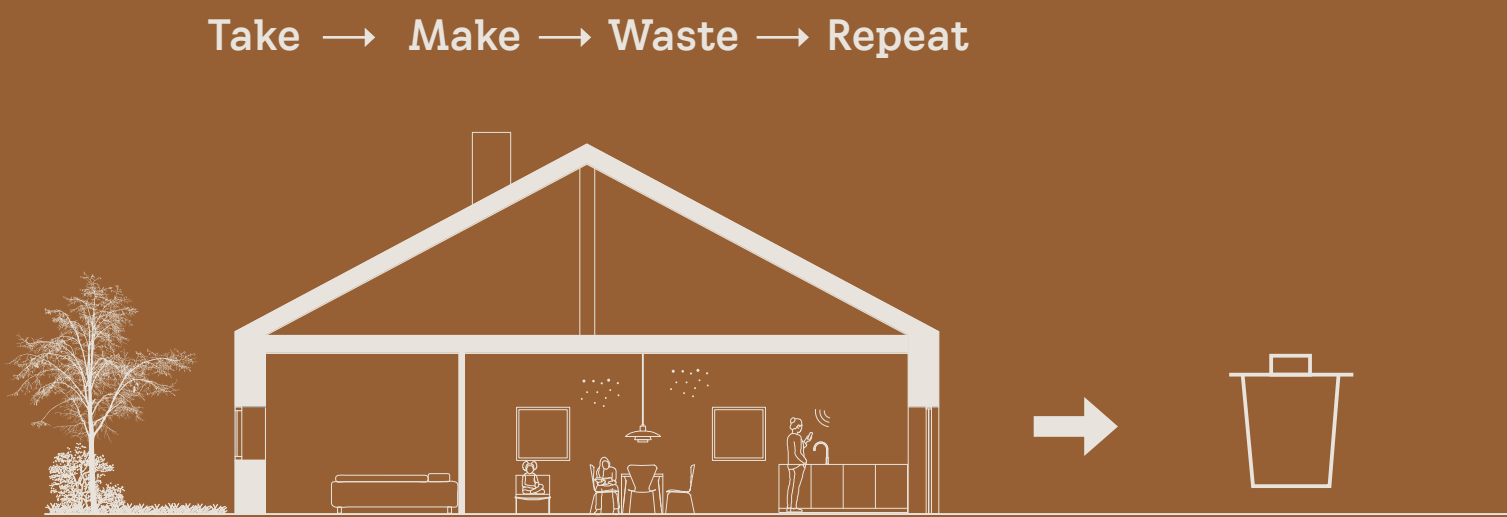 Take → Make → Waste → Repeat